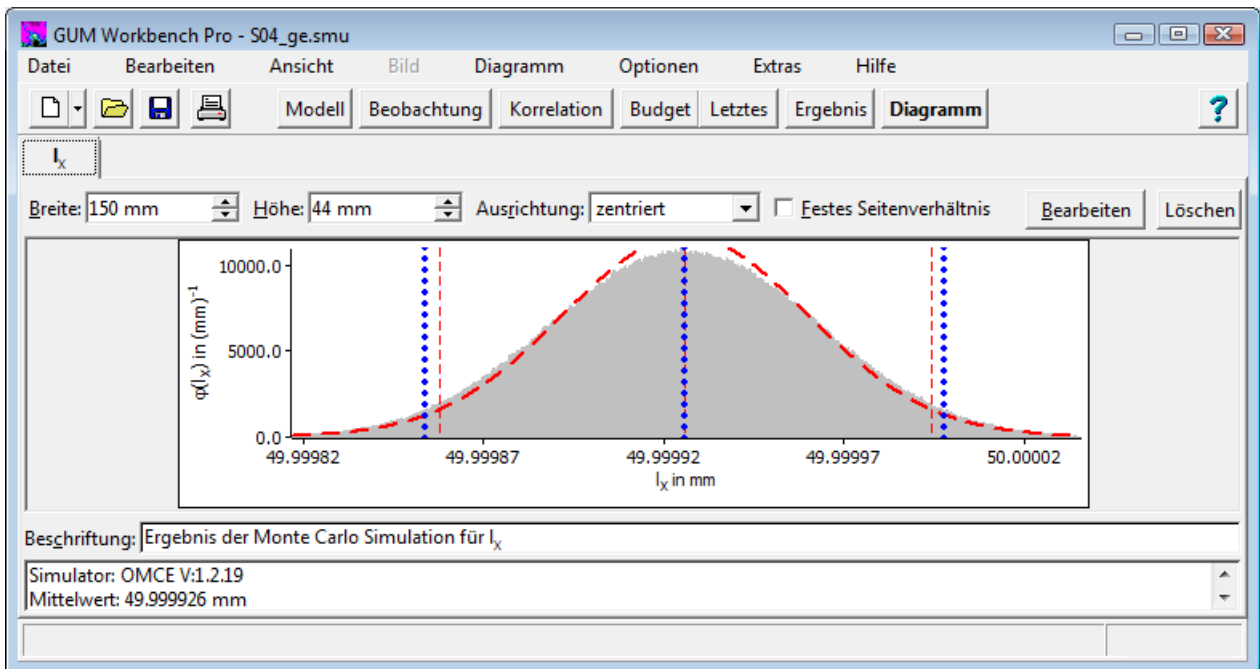 GUM Workbench Pro - S04_ge.smu
Datei Bearbeiten Ansicht Bild Diagramm Optionen Extras Hilfe
Modell Beobachtung Korrelation Budget Letztes Ergebnis Diagramm ?
lX
Breite: 150 mm Höhe: 44 mm Ausrichtung: zentriert Festes Seitenverhältnis Bearbeiten Löschen
φ(lX) in (mm)⁻¹
10000.0
5000.0
0.0
49.99982 49.99987 49.99992 49.99997 50.00002
lX in mm
Beschriftung: Ergebnis der Monte Carlo Simulation für lX
Simulator: OMCE V:1.2.19
Mittelwert: 49.999926 mm